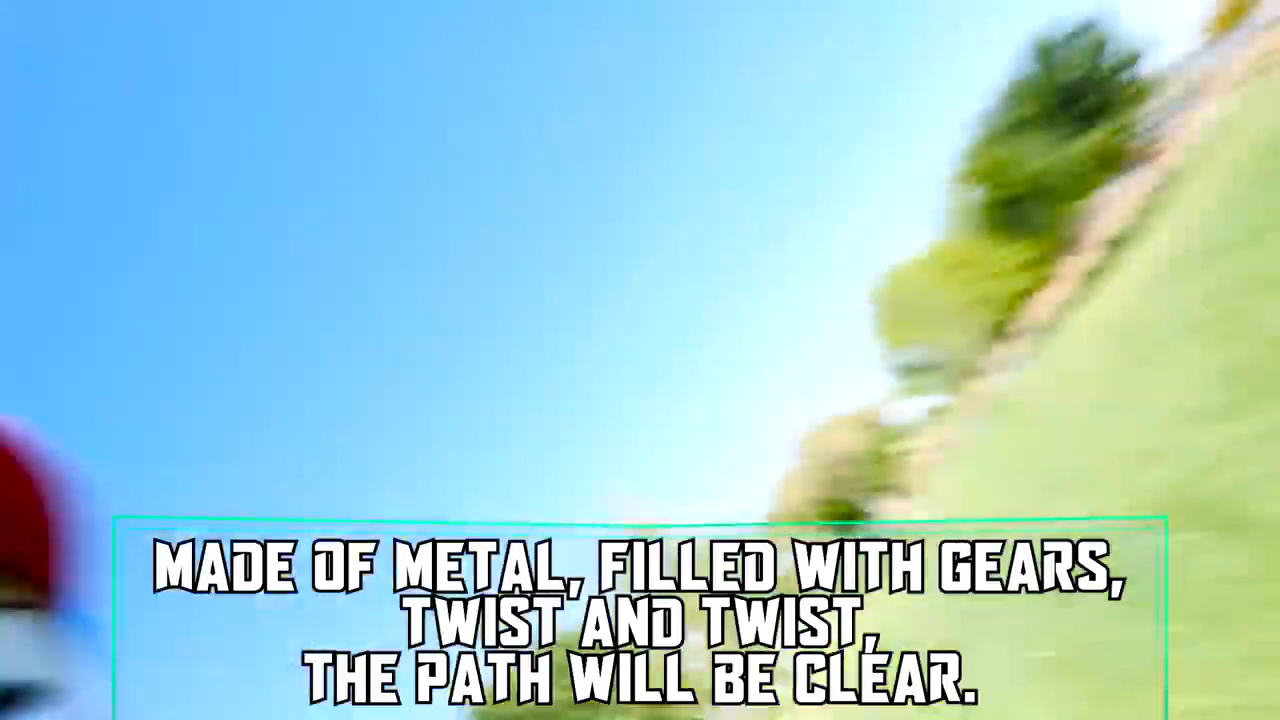 MADE OF METAL, FILLED WITH GEARS,
TWIST AND TWIST,
THE PATH WILL BE CLEAR.